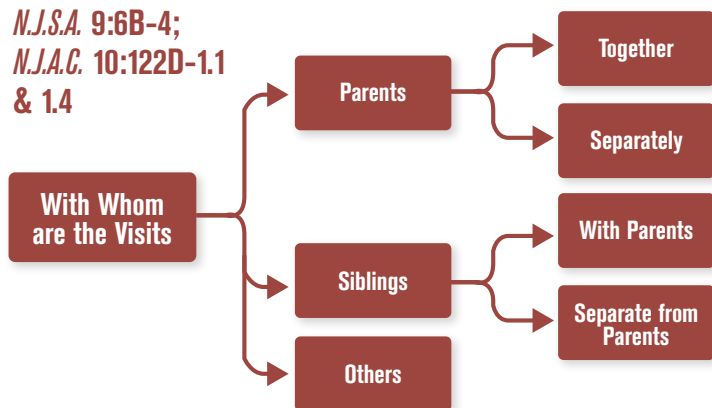 N.J.S.A. 9:6B-4;
N.J.A.C. 10:122D-1.1
& 1.4
With Whom
are the Visits
Parents
Together
Separately
Siblings
With Parents
Separate from
Parents
Others